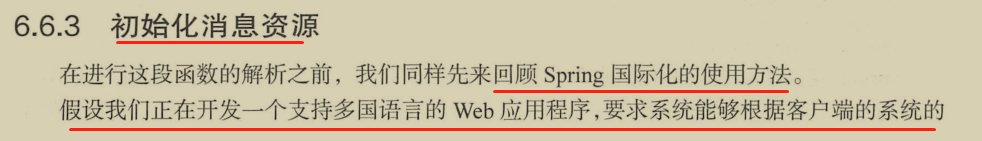 6.6.3 初始化消息资源
在进行这段函数的解析之前，我们同样先来回顾 Spring 国际化的使用方法。
假设我们正在开发一个支持多国语言的 Web 应用程序，要求系统能够根据客户端的系统的